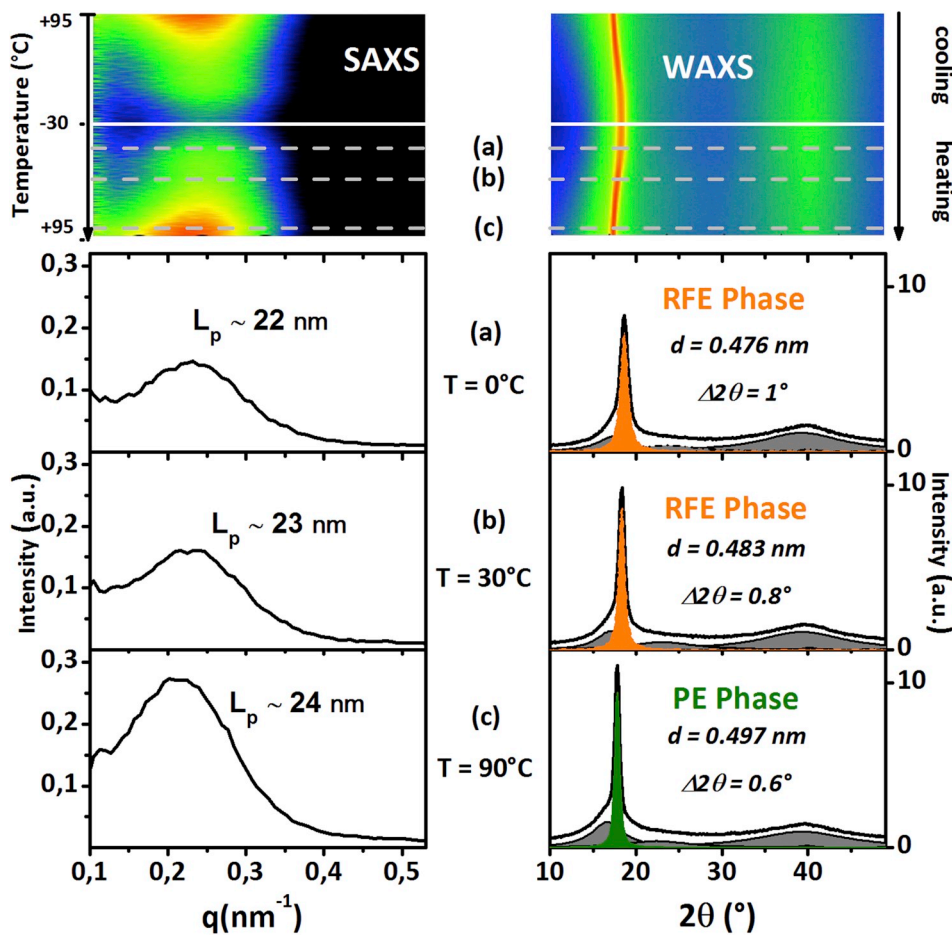 +95
-30
+95
Temperature (°C)
SAXS
WAXS
cooling
heating
(a)
(b)
(c)
0,3
0,1
L_p ~ 22 nm
(a)
T = 0°C
RFE Phase
d = 0.476 nm
Δ2θ = 1°
10
0
0,3
0,1
L_p ~ 23 nm
(b)
T = 30°C
RFE Phase
d = 0.483 nm
Δ2θ = 0.8°
10
0
Intensity (a.u.)
Intensity (a.u.)
0,3
0,2
0,1
L_p ~ 24 nm
(c)
T = 90°C
PE Phase
d = 0.497 nm
Δ2θ = 0.6°
10
0
0,1 0,2 0,3 0,4 0,5
10 20 30 40
q(nm⁻¹)
2θ (°)